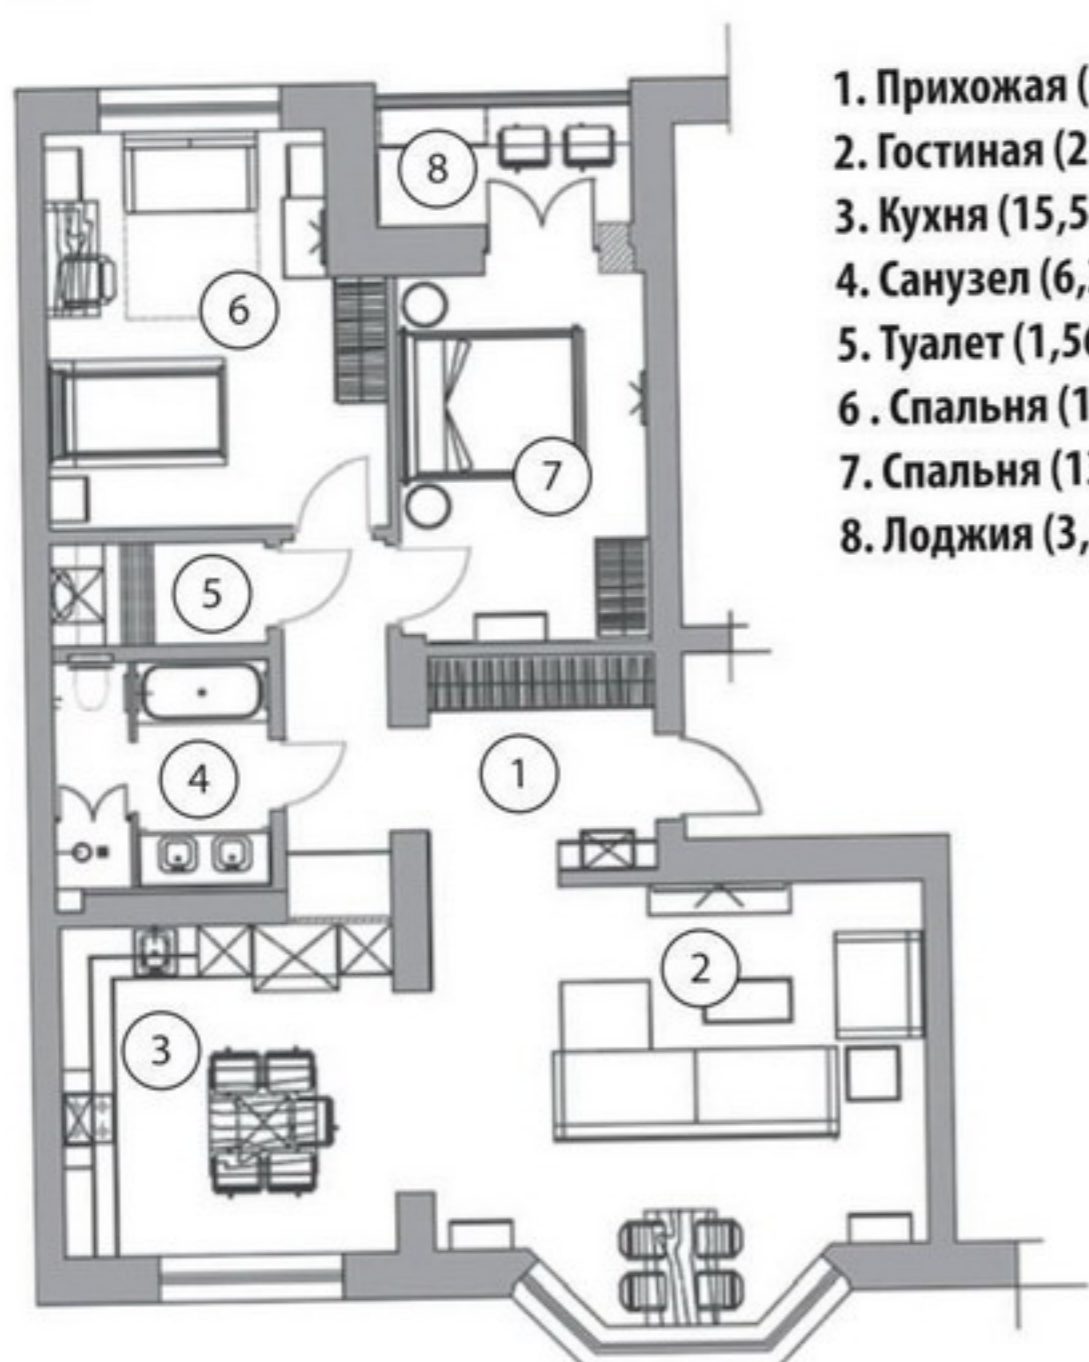 1. Прихожая (
2. Гостиная (2
3. Кухня (15,5
4. Санузел (6,
5. Туалет (1,5
6 . Спальня (1
7. Спальня (1
8. Лоджия (3,
8
6
7
5
4
1
2
3